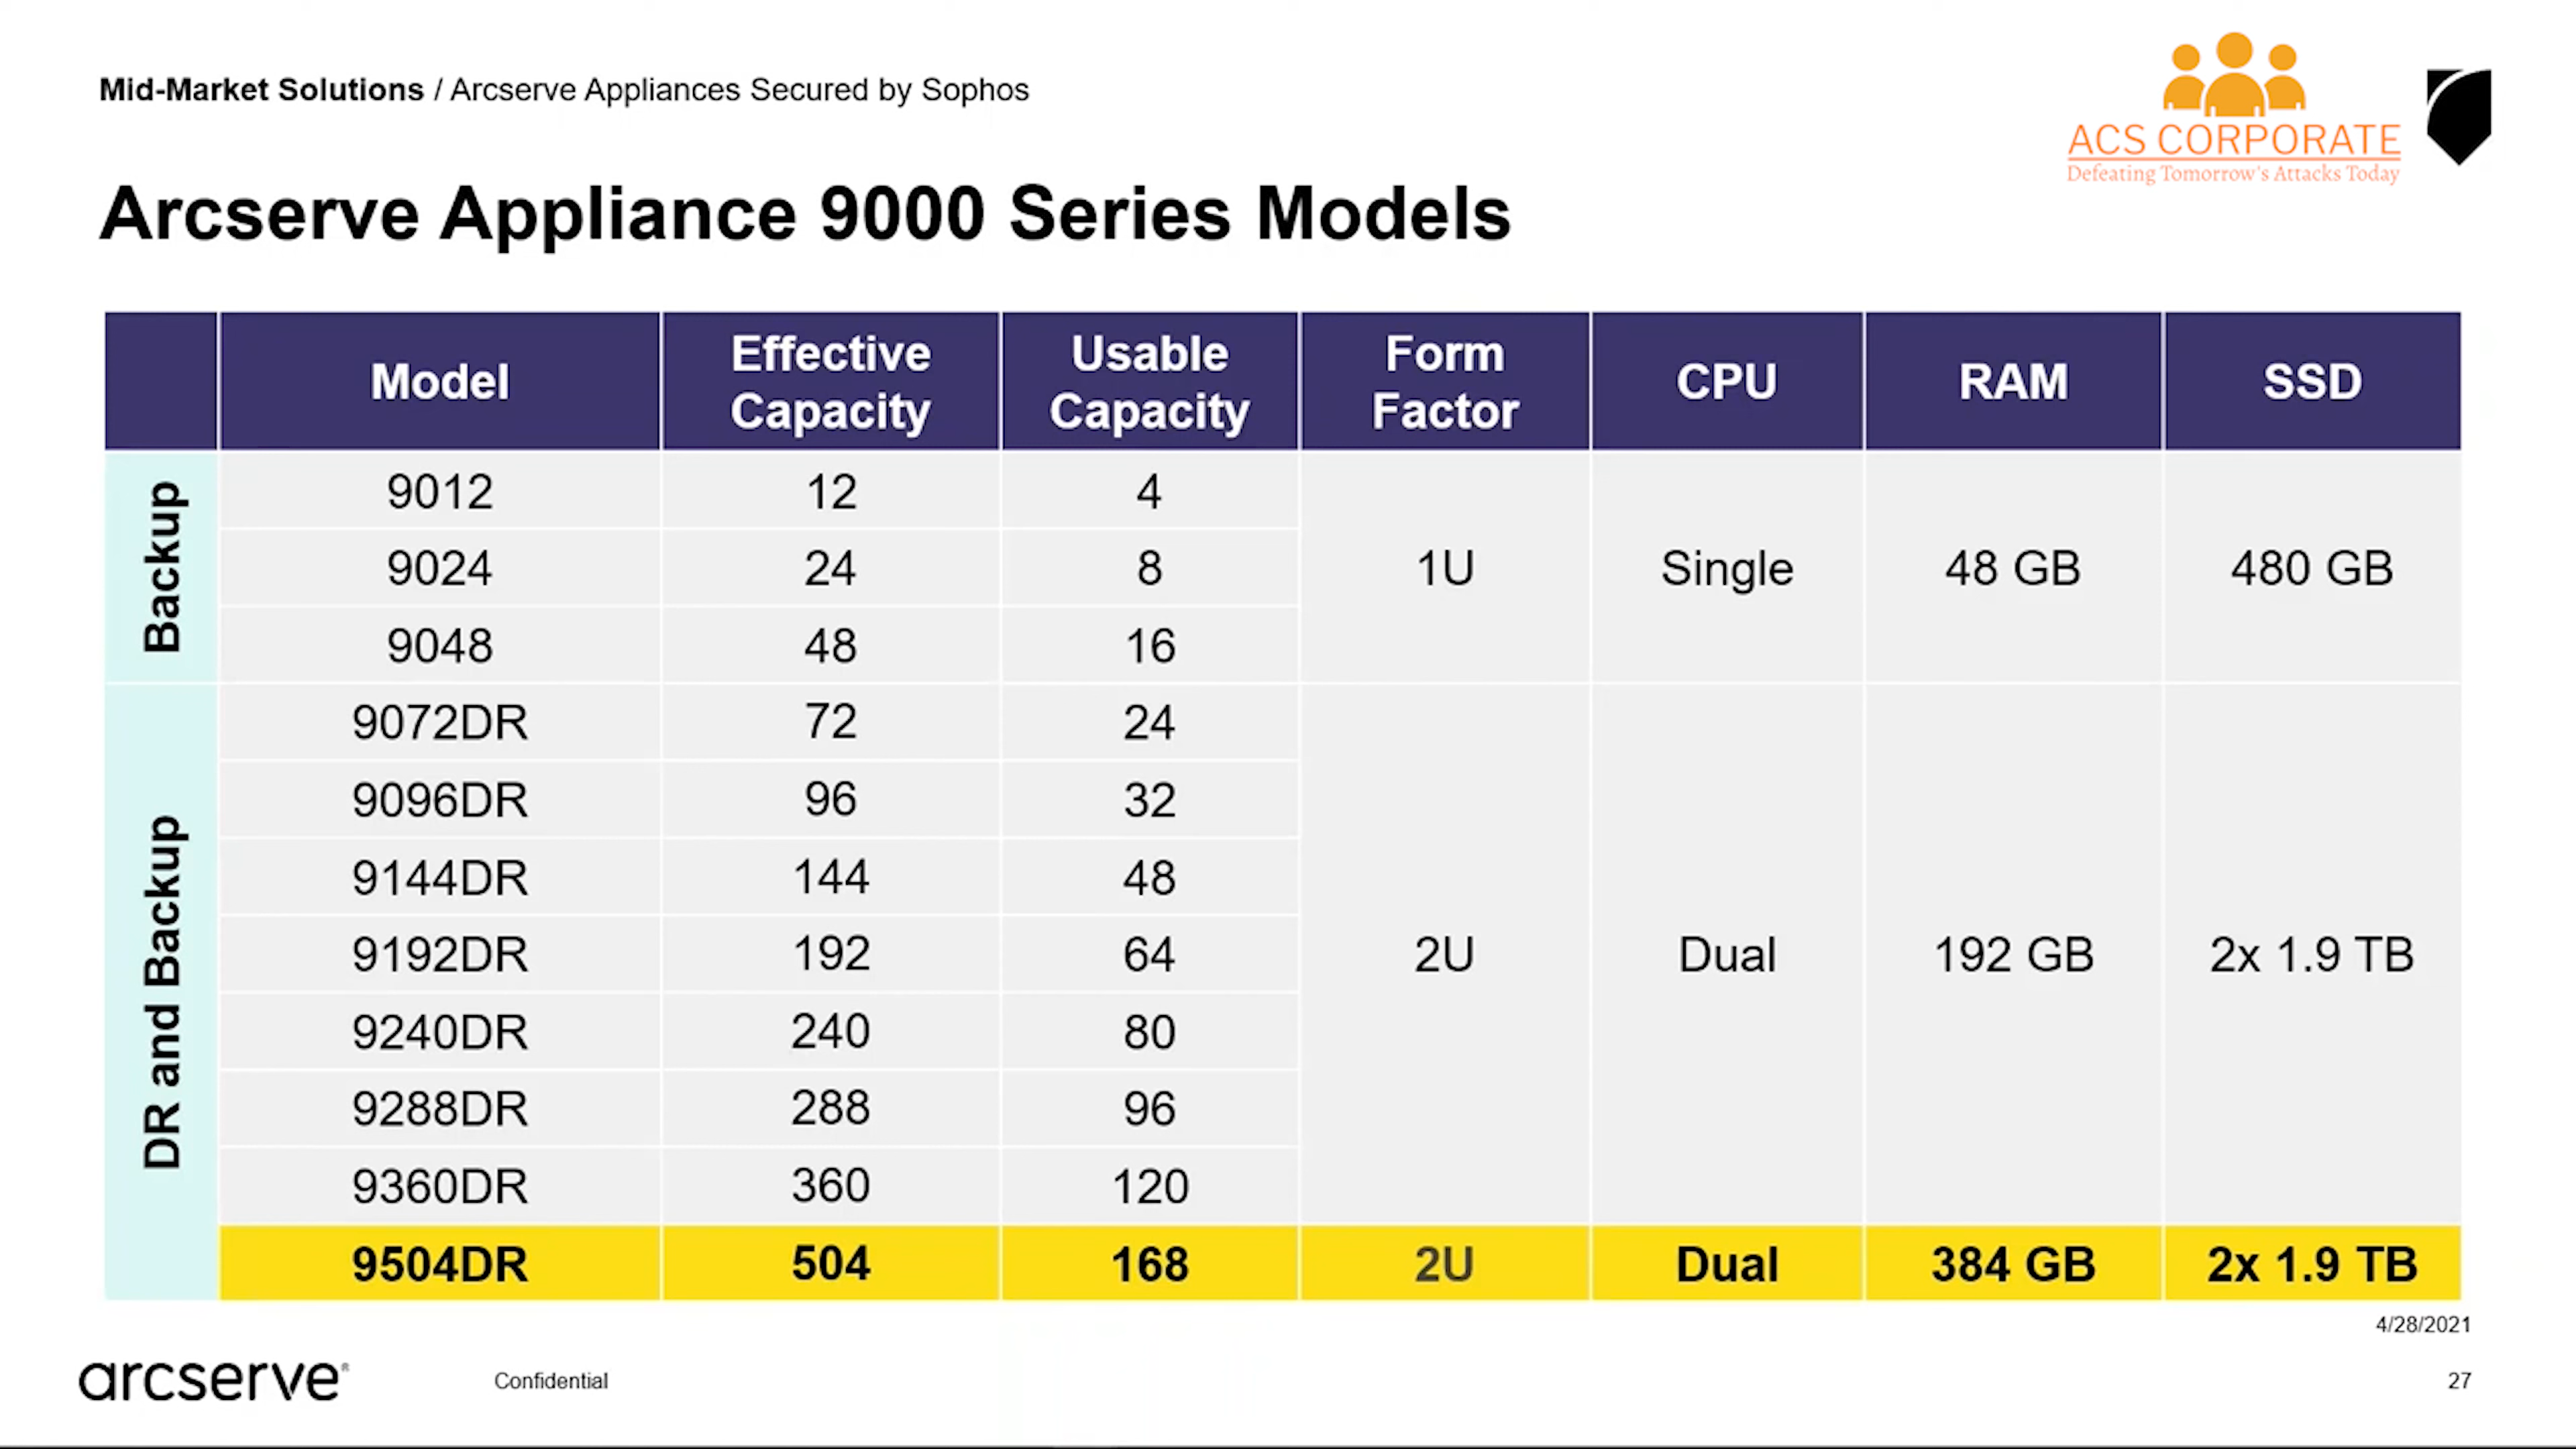 Mid-Market Solutions / Arcserve Appliances Secured by Sophos
ACS CORPORATE
Defeating Tomorrow's Attacks Today
Arcserve Appliance 9000 Series Models
Model Effective Capacity Usable Capacity Form Factor CPU RAM SSD
Backup
9012 12 4
9024 24 8 1U Single 48 GB 480 GB
9048 48 16
DR and Backup
9072DR 72 24
9096DR 96 32
9144DR 144 48
9192DR 192 64 2U Dual 192 GB 2x 1.9 TB
9240DR 240 80
9288DR 288 96
9360DR 360 120
9504DR 504 168 2U Dual 384 GB 2x 1.9 TB
4/28/2021
arcserve®
Confidential
27